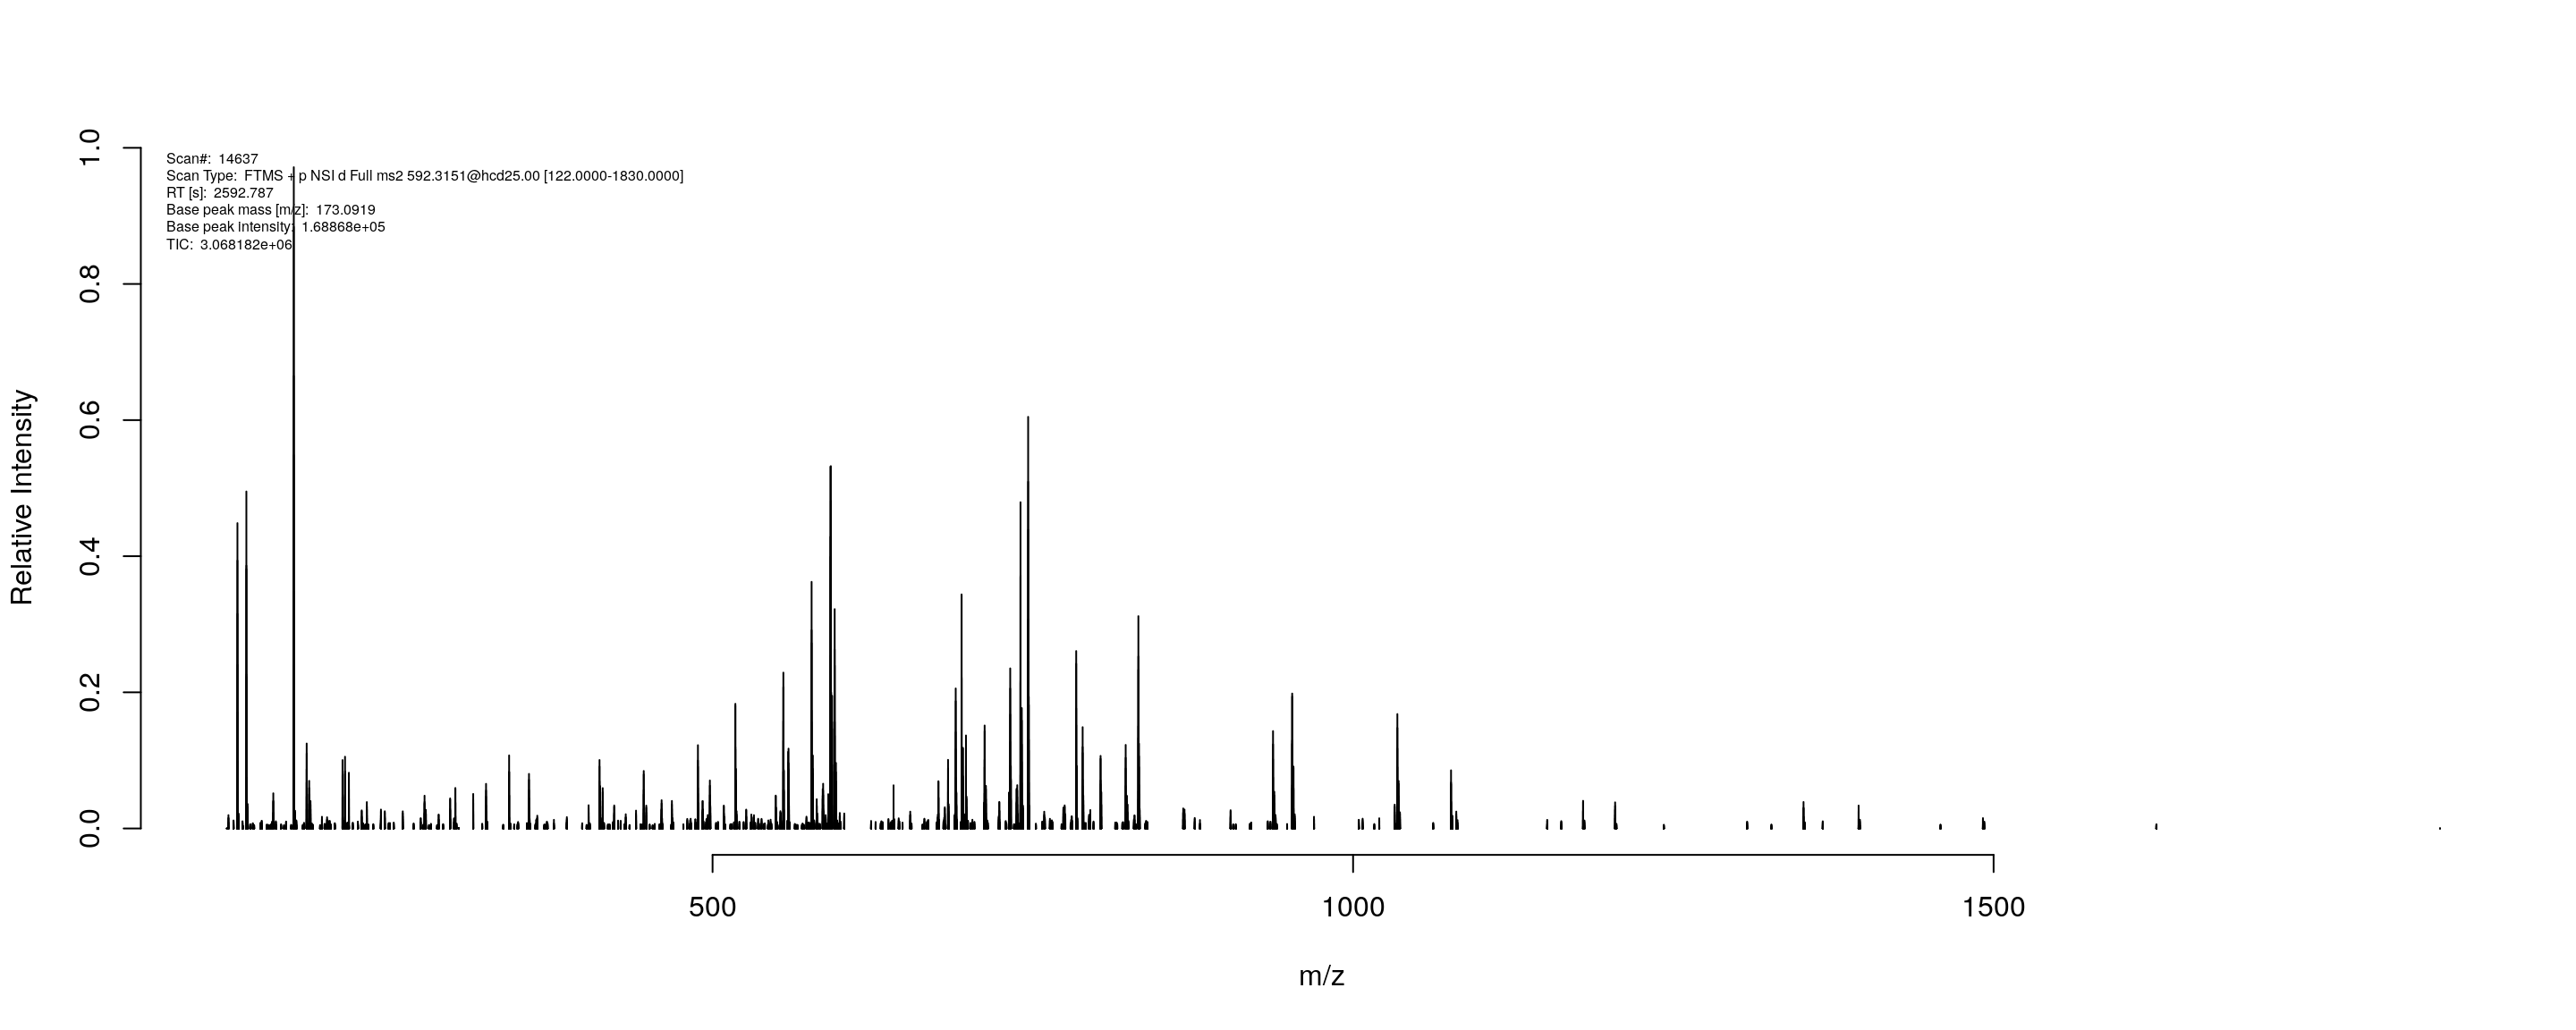 Scan#: 14637
Scan Type: FTMS + p NSI d Full ms2 592.3151@hcd25.00 [122.0000-1830.0000]
RT [s]: 2592.787
Base peak mass [m/z]: 173.0919
Base peak intensity: 1.68868e+05
TIC: 3.068182e+06
1.0
0.8
0.6
0.4
0.2
0.0
Relative Intensity
500
1000
1500
m/z